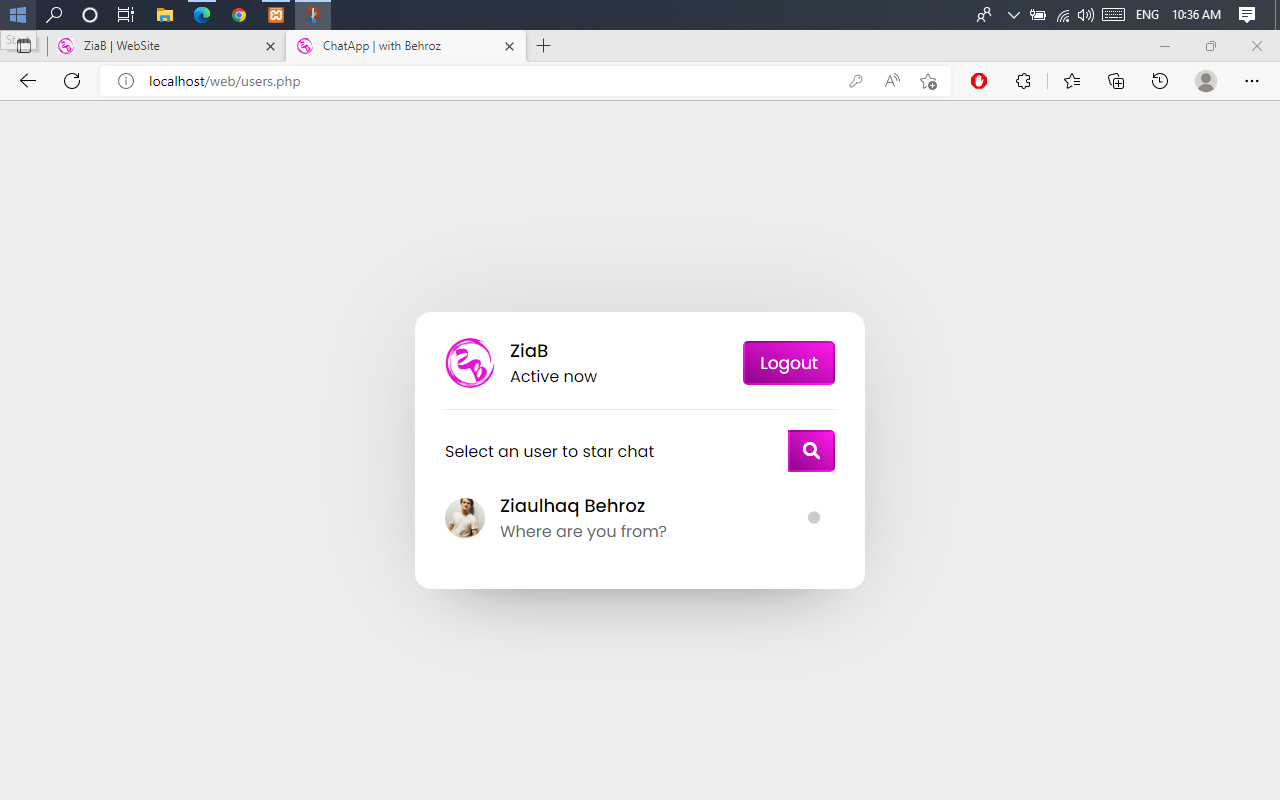 ENG 10:36 AM
Start
ZiaB | WebSite
ChatApp | with Behroz
localhost/web/users.php
ZiaB
Active now
Logout
Select an user to star chat
Ziaulhaq Behroz
Where are you from?